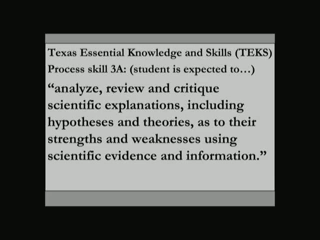 Texas Essential Knowledge and Skills (TEKS)
Process skill 3A: (student is expected to…)
“analyze, review and critique
scientific explanations, including
hypotheses and theories, as to their
strengths and weaknesses using
scientific evidence and information.”